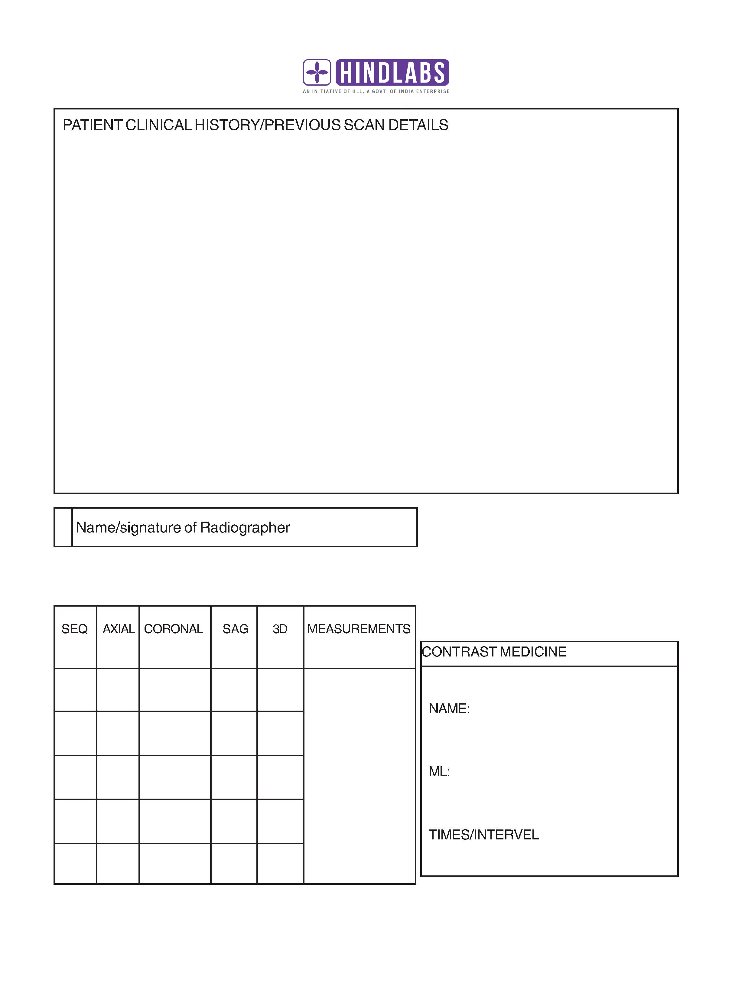 HINDLABS
AN INITIATIVE OF HLL, A GOVT. OF INDIA ENTERPRISE
PATIENT CLINICAL HISTORY/PREVIOUS SCAN DETAILS
Name/signature of Radiographer
SEQ AXIAL CORONAL SAG 3D MEASUREMENTS
CONTRAST MEDICINE
NAME:
ML:
TIMES/INTERVEL